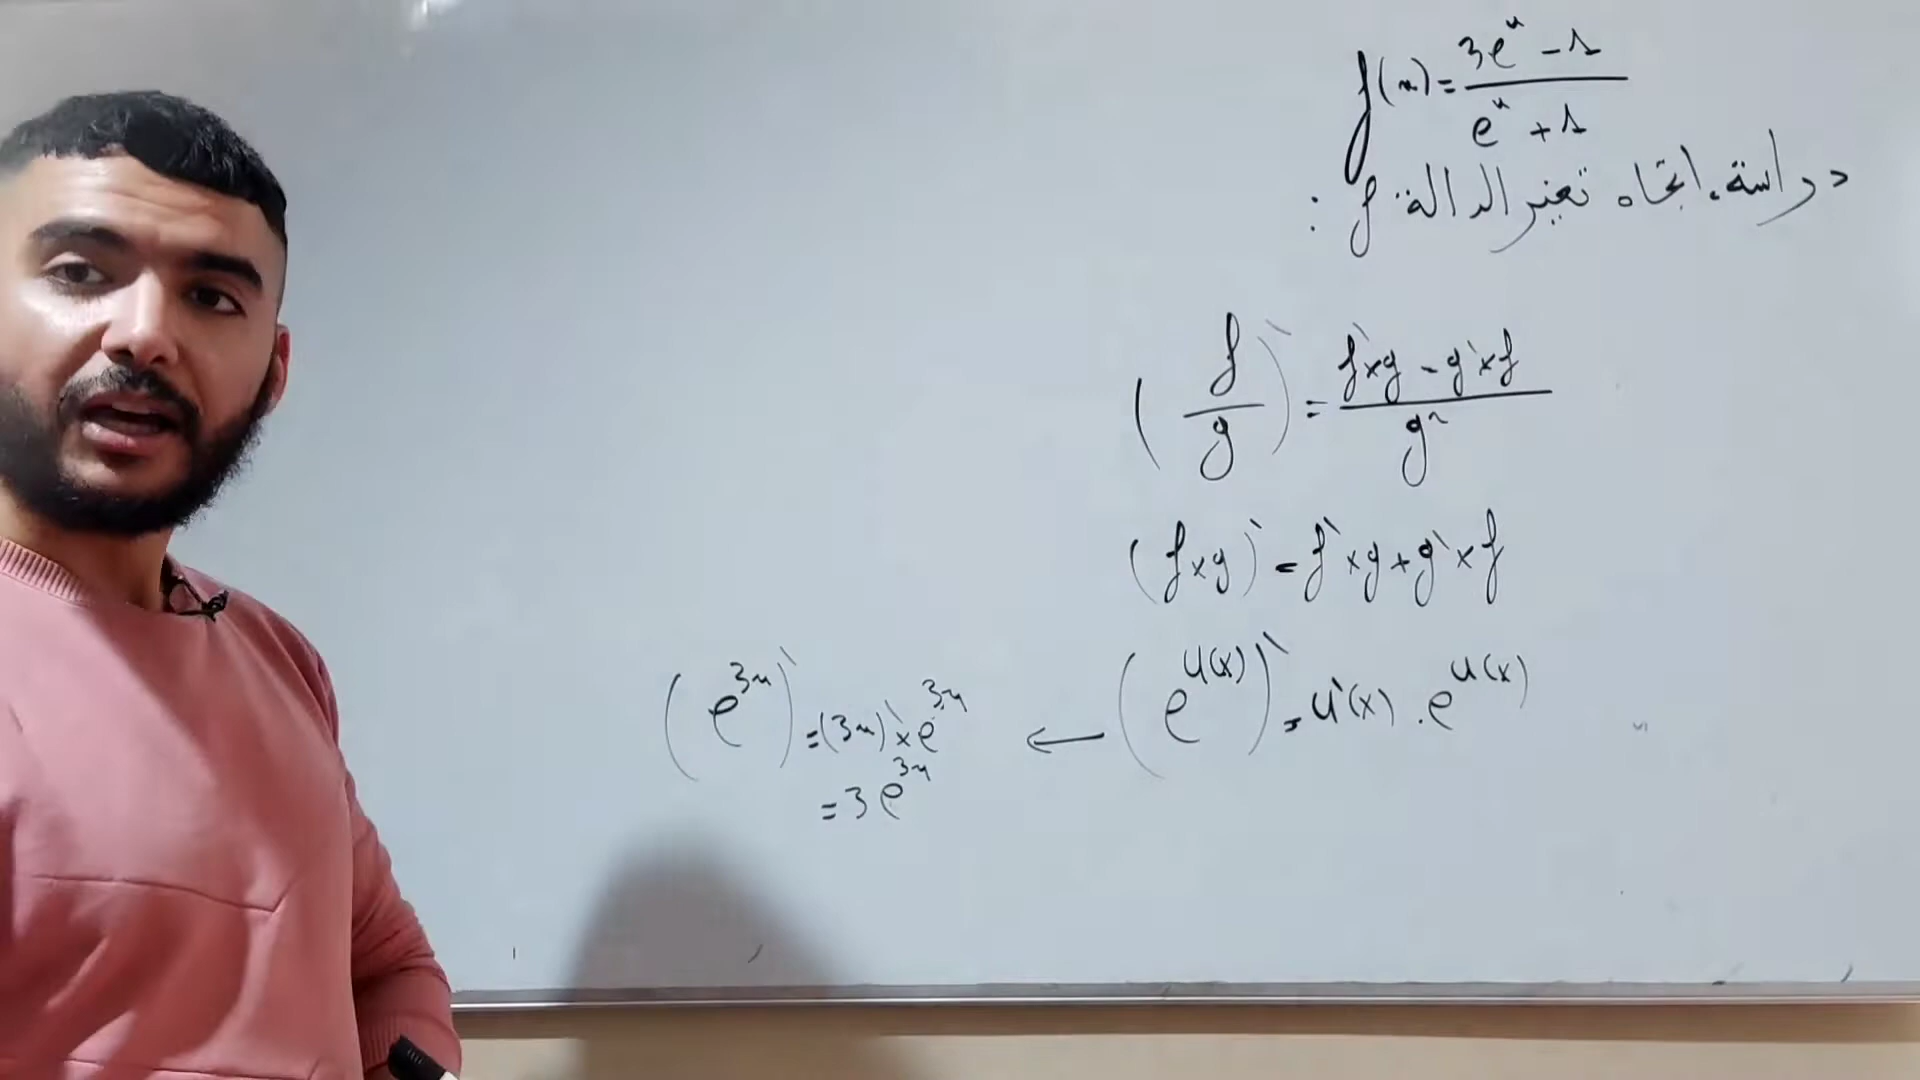 f(x) = (3e^x - 1) / (e^x + 1)
دراسة اتجاه تغير الدالة f :
(f/g)` = (f`×g - g`×f) / g²
(f×g)` = f`×g + g`×f
(e^{3x})` = (3x)` × e^{3x} ← (e^{u(x)})` = u`(x) . e^{u(x)}
= 3e^{3x}